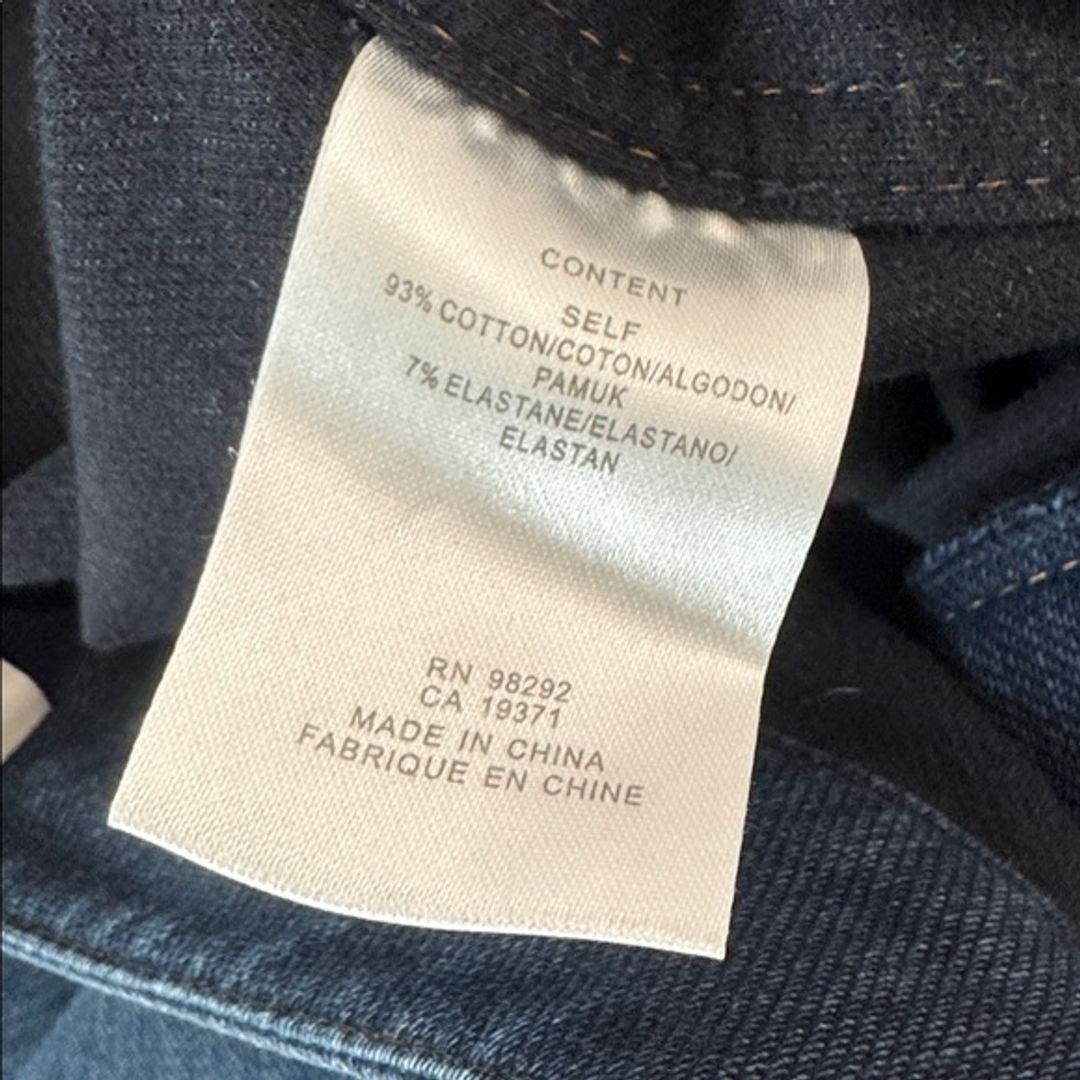 CONTENT
SELF
93% COTTON/COTON/ALGODON/
PAMUK
7% ELASTANE/ELASTANO/
ELASTAN
RN 98292
CA 19371
MADE IN CHINA
FABRIQUE EN CHINE